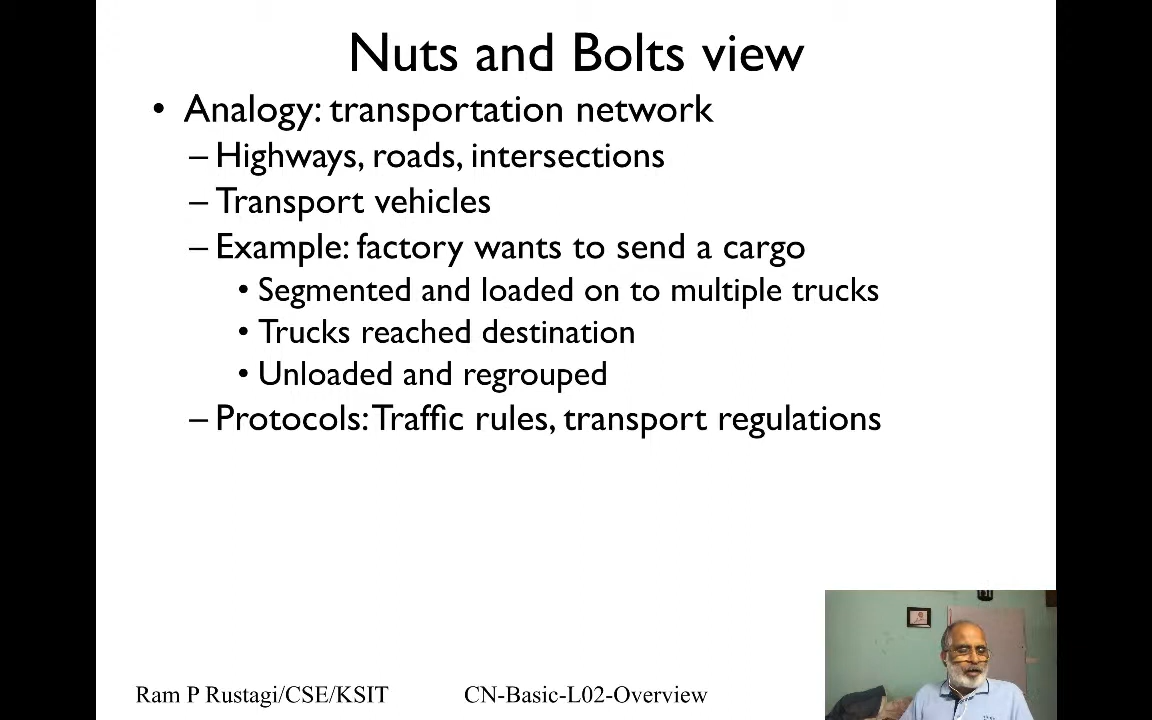 Nuts and Bolts view
• Analogy: transportation network
– Highways, roads, intersections
– Transport vehicles
– Example: factory wants to send a cargo
• Segmented and loaded on to multiple trucks
• Trucks reached destination
• Unloaded and regrouped
– Protocols: Traffic rules, transport regulations
Ram P Rustagi/CSE/KSIT
CN-Basic-L02-Overview